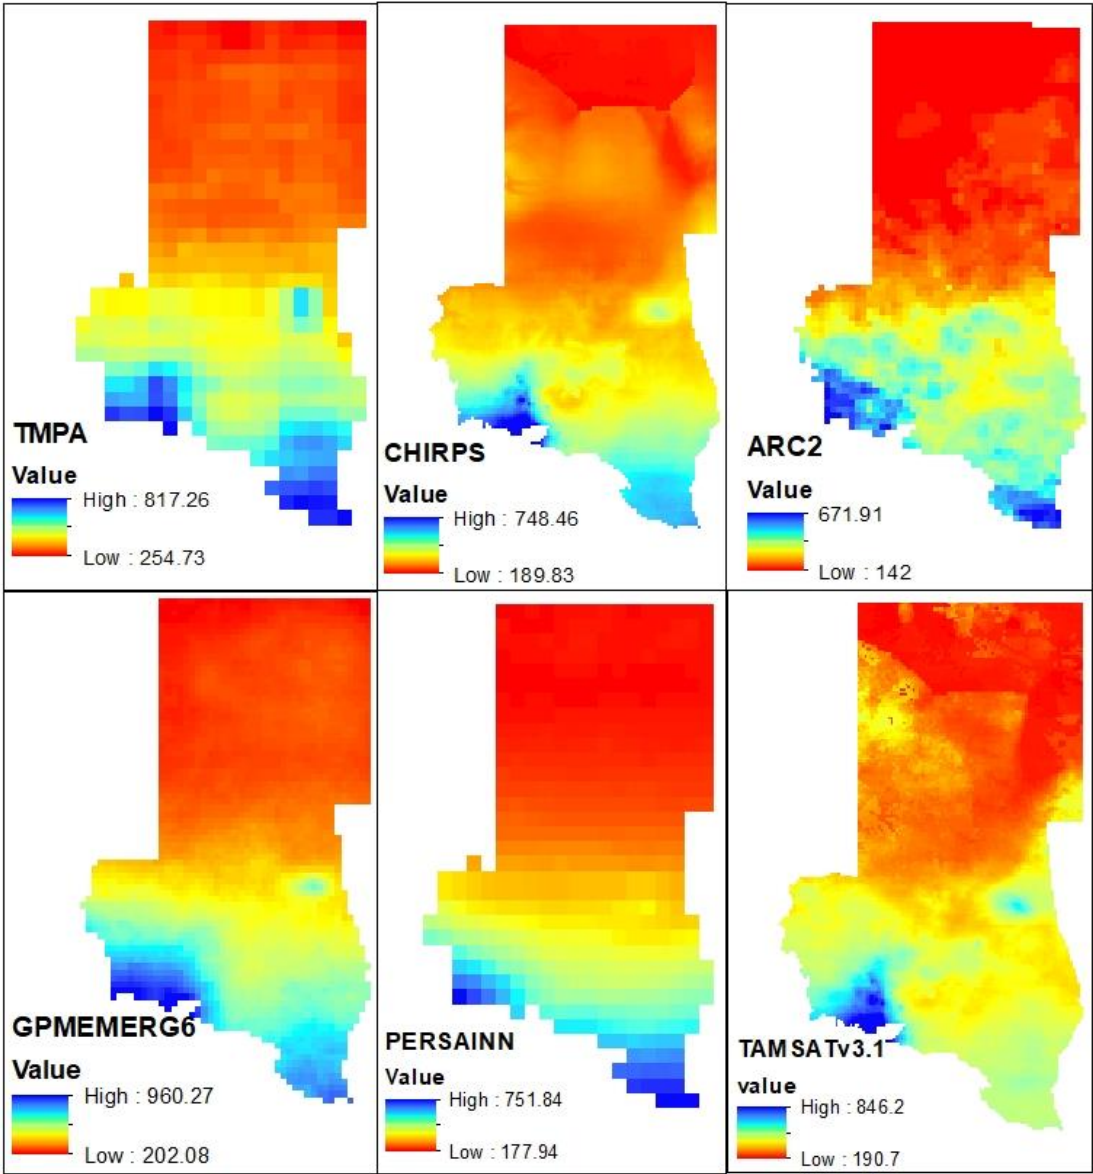 TMPA
Value
High : 817.26
Low : 254.73
CHIRPS
Value
High : 748.46
Low : 189.83
ARC2
Value
671.91
Low : 142
GPMEMERG6
Value
High : 960.27
Low : 202.08
PERSAINN
Value
High : 751.84
Low : 177.94
TAMSATv3.1
value
High : 846.2
Low : 190.7